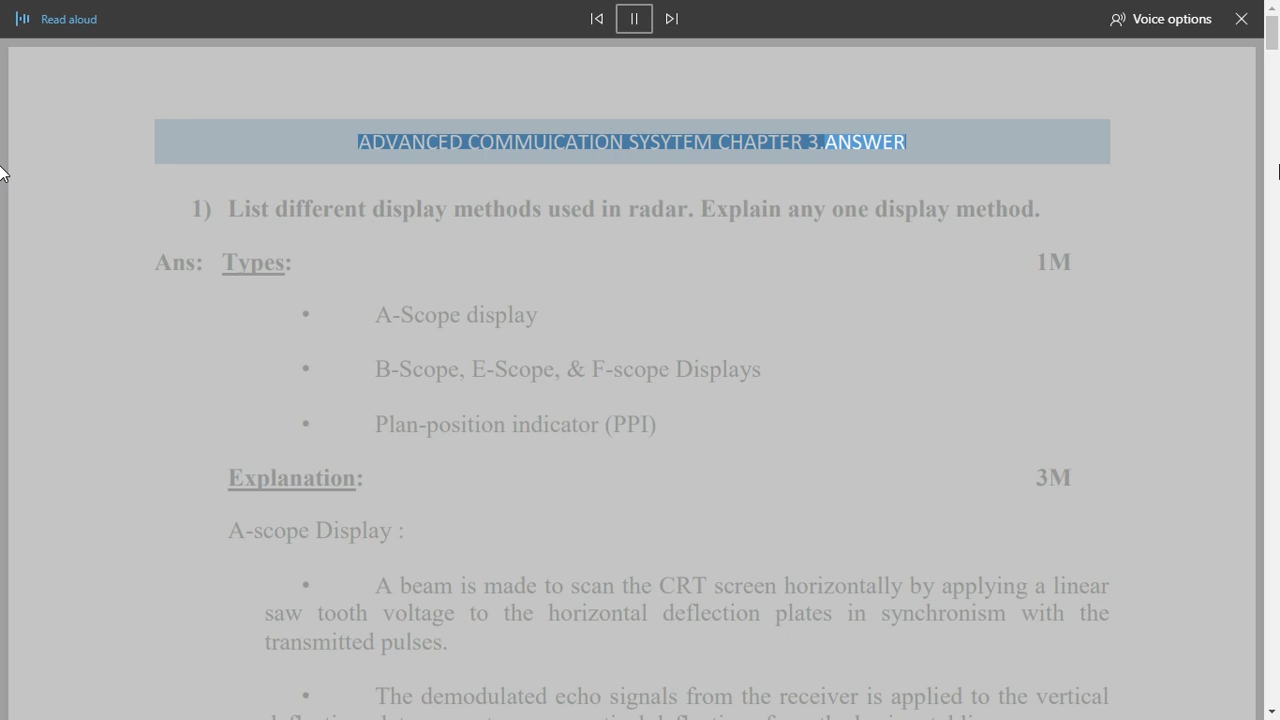 Read aloud
Voice options
ADVANCED COMMUICATION SYSYTEM CHAPTER 3.ANSWER
1) List different display methods used in radar. Explain any one display method.
Ans: Types: 1M
• A-Scope display
• B-Scope, E-Scope, & F-scope Displays
• Plan-position indicator (PPI)
Explanation: 3M
A-scope Display :
• A beam is made to scan the CRT screen horizontally by applying a linear
saw tooth voltage to the horizontal deflection plates in synchronism with the
transmitted pulses.
• The demodulated echo signals from the receiver is applied to the vertical